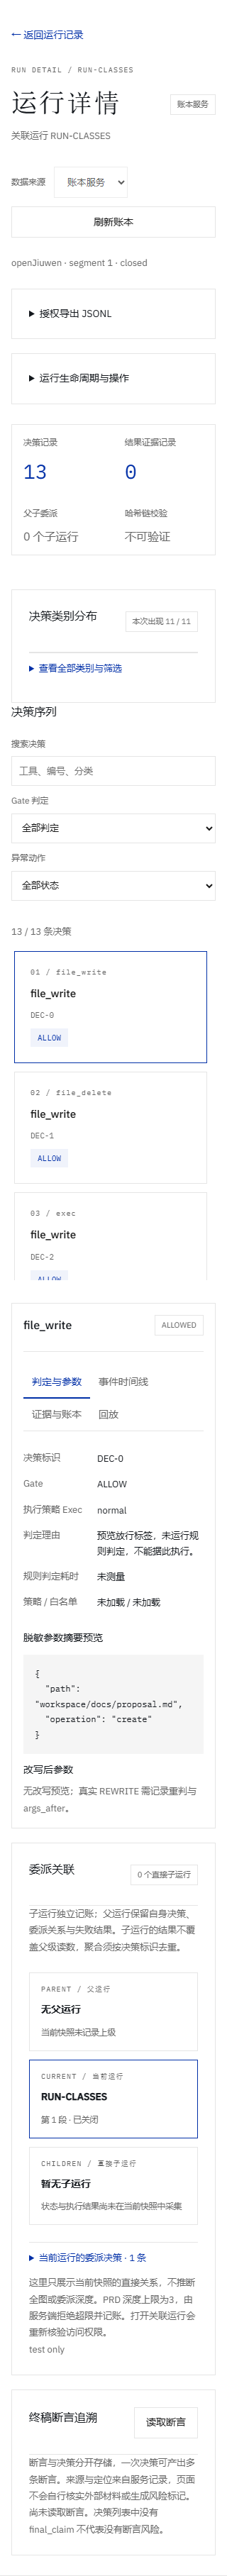 ← 返回运行记录
RUN DETAIL / RUN-CLASSES
运行详情
账本服务
关联运行 RUN-CLASSES
数据来源
账本服务
刷新账本
openJiuwen · segment 1 · closed
▶ 授权导出 JSONL
▶ 运行生命周期与操作
决策记录
结果证据记录
13
0
父子委派
哈希链校验
0 个子运行
不可验证
决策类别分布
本次出现 11 / 11
▶ 查看全部类别与筛选
决策序列
搜索决策
工具、编号、分类
Gate 判定
全部判定
异常动作
全部状态
13 / 13 条决策
01 / file_write
file_write
DEC-0
ALLOW
02 / file_delete
file_write
DEC-1
ALLOW
03 / exec
file_write
DEC-2
ALLOW
file_write
ALLOWED
判定与参数
事件时间线
证据与账本
回放
决策标识
DEC-0
Gate
ALLOW
执行策略 Exec
normal
判定理由
预览放行标签，未运行规
则判定，不能据此执行。
规则判定耗时
未测量
策略 / 白名单
未加载 / 未加载
脱敏参数摘要预览
{
"path":
"workspace/docs/proposal.md",
"operation": "create"
}
改写后参数
无改写预览；真实 REWRITE 需记录重判与
args_after。
委派关联
0 个直接子运行
子运行独立记账；父运行保留自身决策、
委派关系与失败结果。子运行的结果不覆
盖父级读数，聚合须按决策标识去重。
PARENT / 父运行
无父运行
当前快照未记录上级
CURRENT / 当前运行
RUN-CLASSES
第 1 段 · 已关闭
CHILDREN / 直接子运行
暂无子运行
状态与执行结果尚未在当前快照中采集
▶ 当前运行的委派决策 · 1 条
这里只展示当前快照的直接关系，不推断
全图或委派深度。PRD 深度上限为3，由
服务端拒绝超限并记账。打开关联运行会
重新核验访问权限。
test only
终稿断言追溯
读取断言
断言与决策分开存储，一次决策可产出多
条断言。来源与定位来自服务记录，页面
不会自行核实外部材料或生成风险标记。
尚未读取断言。决策列表中没有
final_claim 不代表没有断言风险。